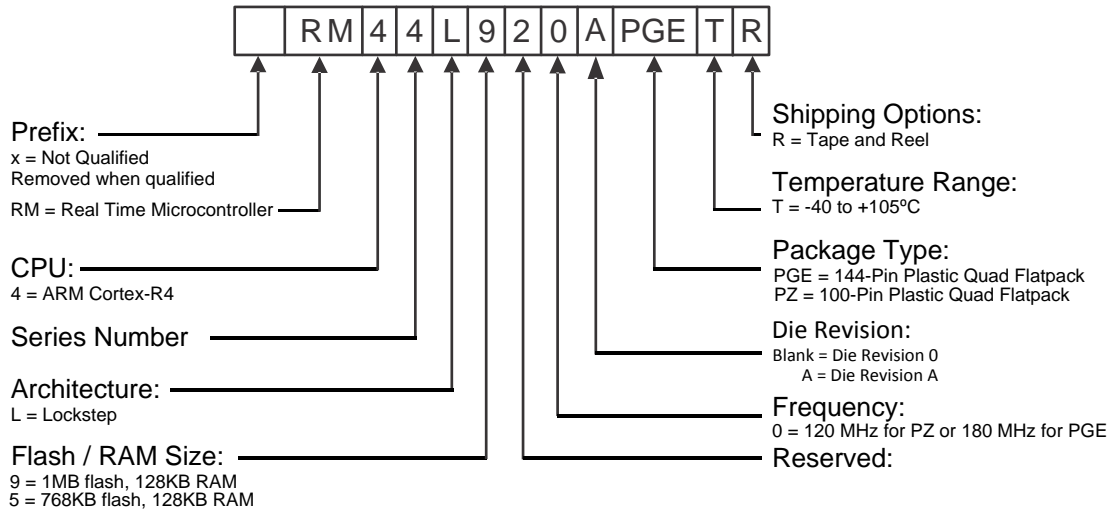 RM 4 4 L 9 2 0 A PGE T R
Prefix:
x = Not Qualified
Removed when qualified
RM = Real Time Microcontroller
CPU:
4 = ARM Cortex-R4
Series Number
Architecture:
L = Lockstep
Flash / RAM Size:
9 = 1MB flash, 128KB RAM
5 = 768KB flash, 128KB RAM
Shipping Options:
R = Tape and Reel
Temperature Range:
T = -40 to +105ºC
Package Type:
PGE = 144-Pin Plastic Quad Flatpack
PZ = 100-Pin Plastic Quad Flatpack
Die Revision:
Blank = Die Revision 0
A = Die Revision A
Frequency:
0 = 120 MHz for PZ or 180 MHz for PGE
Reserved: